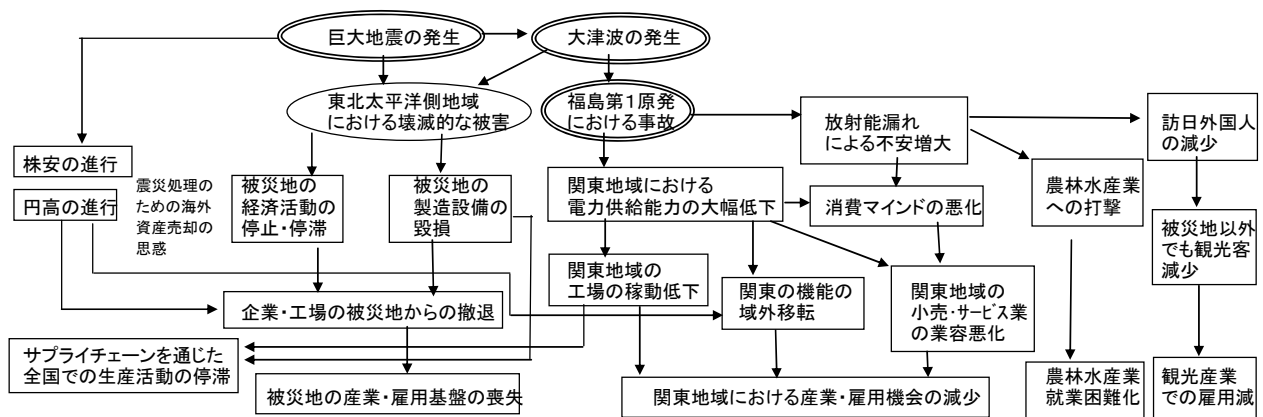 巨大地震の発生
大津波の発生
東北太平洋側地域
における壊滅的な被害
福島第1原発
における事故
放射能漏れ
による不安増大
訪日外国人
の減少
株安の進行
円高の進行
震災処理の
ための海外
資産売却の
思惑
被災地の
経済活動の
停止・停滞
被災地の
製造設備の
毀損
関東地域における
電力供給能力の大幅低下
消費マインドの悪化
農林水産業
への打撃
被災地以外
でも観光客
減少
関東地域の
工場の稼動低下
企業・工場の被災地からの撤退
関東の機能の
域外移転
関東地域の
小売・サービス業
の業容悪化
サプライチェーンを通じた
全国での生産活動の停滞
被災地の産業・雇用基盤の喪失
関東地域における産業・雇用機会の減少
農林水産業
就業困難化
観光産業
での雇用減